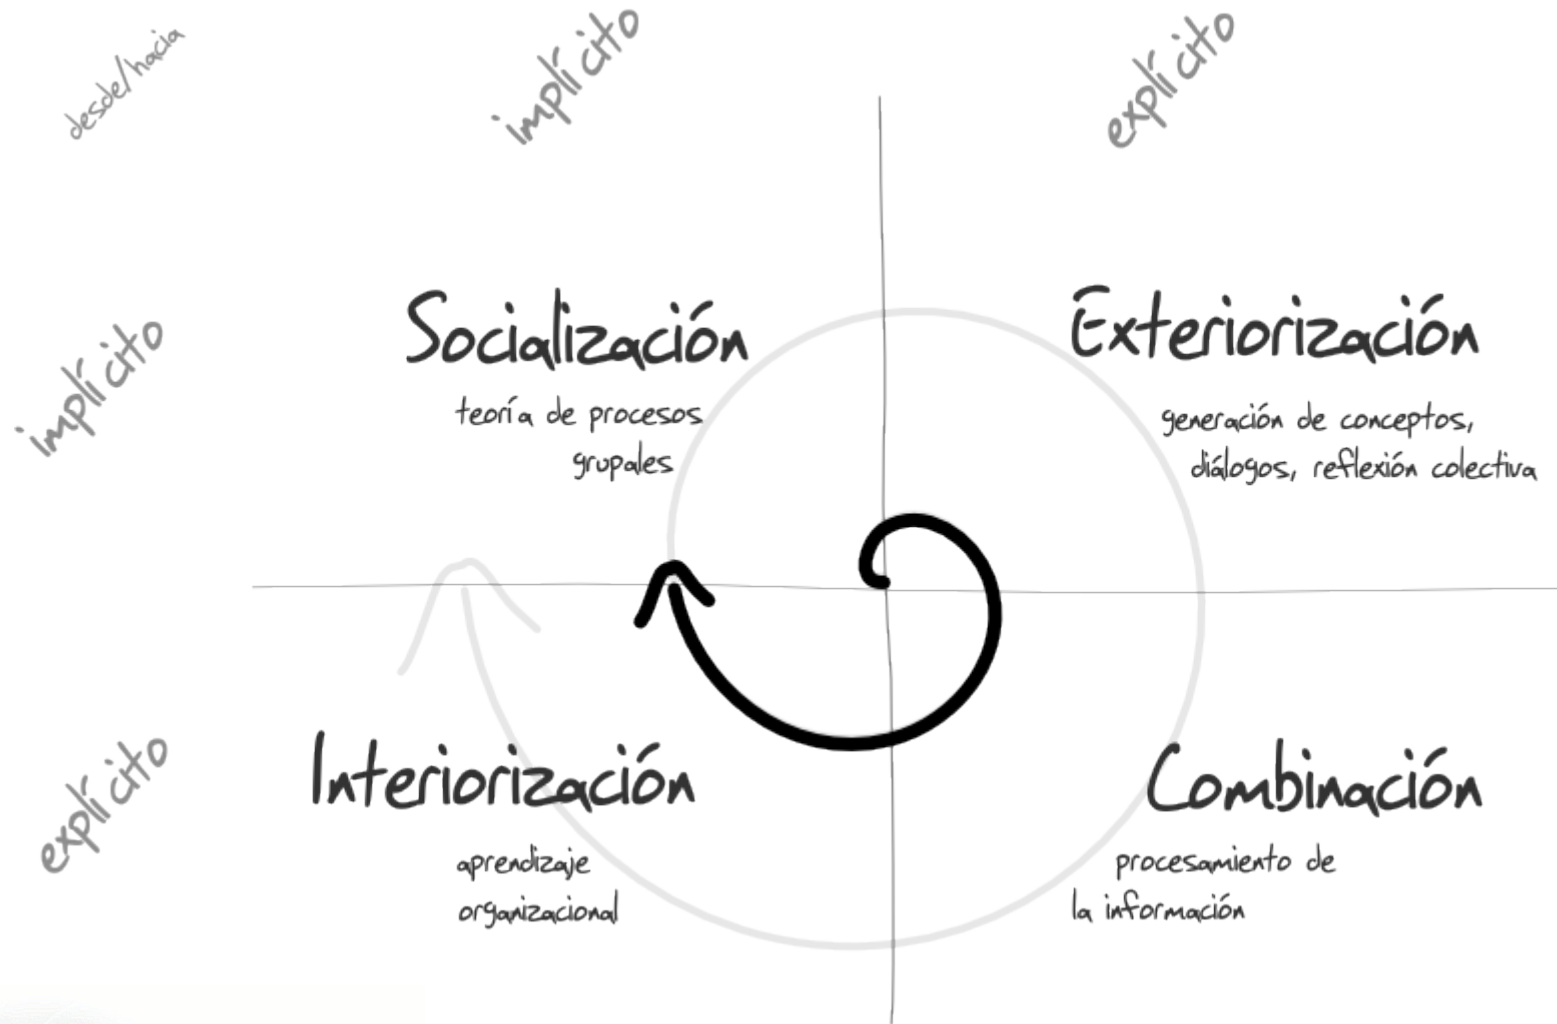 desde/hacia
implícito
explícito
implícito
Socialización
teoría de procesos
grupales
Exteriorización
generación de conceptos,
diálogos, reflexión colectiva
explícito
Interiorización
aprendizaje
organizacional
Combinación
procesamiento de
la información